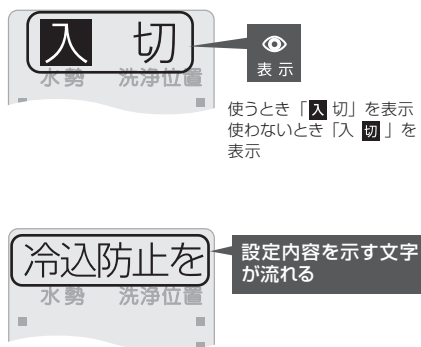 入 切
水勢 洗浄位置
表示
使うとき「入 切」を表示
使わないとき「入 切」を
表示
冷込防止を
水勢 洗浄位置
設定内容を示す文字
が流れる